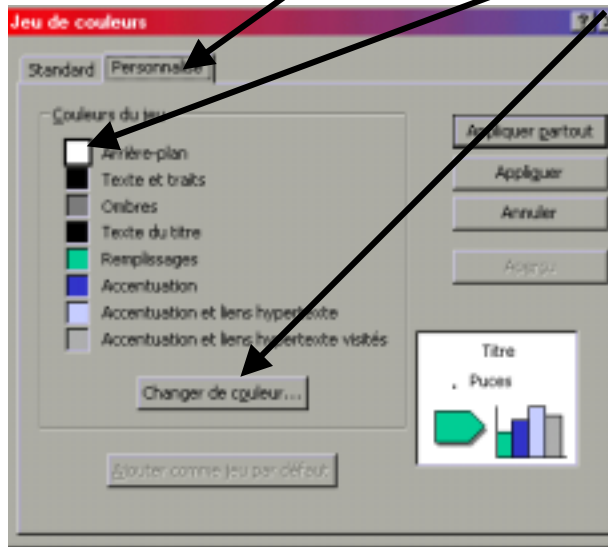 Jeu de couleurs
Standard
Personnalisé
Couleurs du jeu
Arrière-plan
Texte et traits
Ombres
Texte du titre
Remplissages
Accentuation
Accentuation et liens hypertexte
Accentuation et liens hypertexte visités
Changer de couleur...
Ajouter comme jeu par défaut
Appliquer partout
Appliquer
Annuler
Aperçu
Titre
. Puces